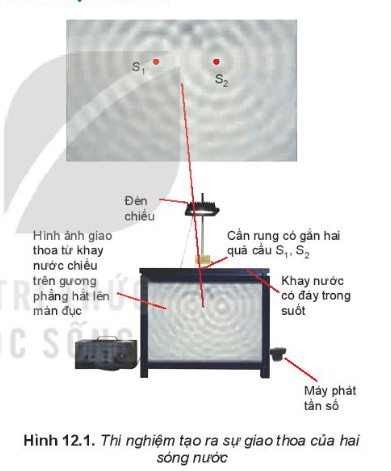 S1
S2
Đèn
chiếu
Hình ảnh giao
thoa từ khay
nước chiếu
trên gương
phẳng hắt lên
màn đục
Cần rung có gắn hai
quả cầu S1, S2
Khay nước
có đáy trong
suốt
Máy phát
tần số
Hình 12.1. Thí nghiệm tạo ra sự giao thoa của hai
sóng nước